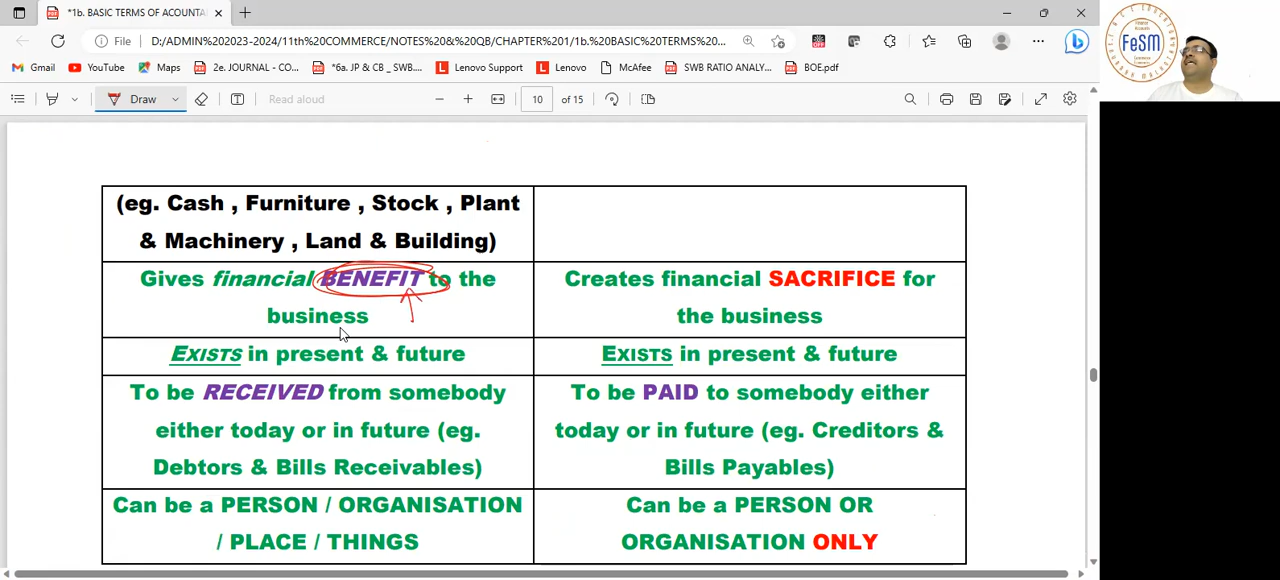 *1b. BASIC TERMS OF ACOUNTA
File
D:/ADMIN%202023-2024/11th%20COMMERCE/NOTES%20&%20QB/CHAPTER%201/1b.%20BASIC%20TERMS%20...
OFF
Gmail
YouTube
Maps
2e. JOURNAL - CO...
*6a. JP & CB _ SWB....
Lenovo Support
Lenovo
McAfee
SWB RATIO ANALY...
BOE.pdf
Draw
Read aloud
10 of 15
FeSM
(eg. Cash , Furniture , Stock , Plant
& Machinery , Land & Building)
Gives financial BENEFIT to the
business
Creates financial SACRIFICE for
the business
EXISTS in present & future
EXISTS in present & future
To be RECEIVED from somebody
either today or in future (eg.
Debtors & Bills Receivables)
To be PAID to somebody either
today or in future (eg. Creditors &
Bills Payables)
Can be a PERSON / ORGANISATION
/ PLACE / THINGS
Can be a PERSON OR
ORGANISATION ONLY